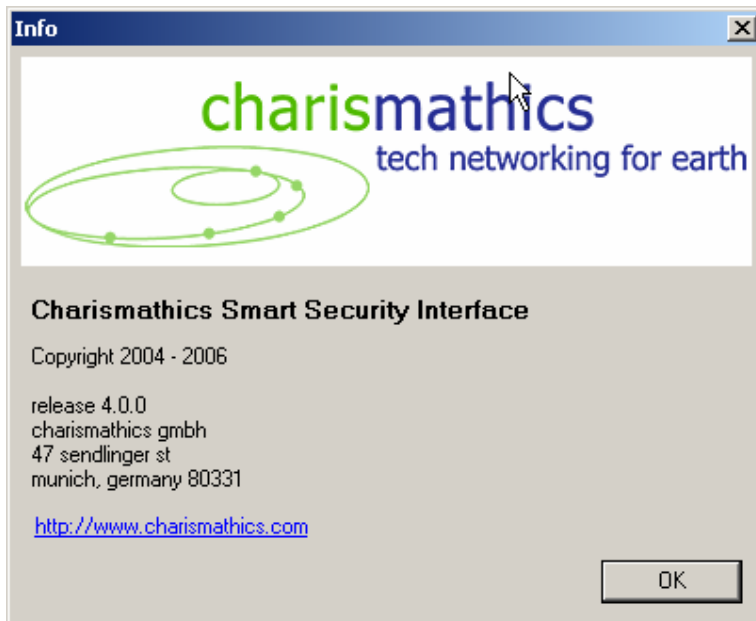 Info
charismathics
tech networking for earth
Charismathics Smart Security Interface
Copyright 2004 - 2006
release 4.0.0
charismathics gmbh
47 sendlinger st
munich, germany 80331
http://www.charismathics.com
OK